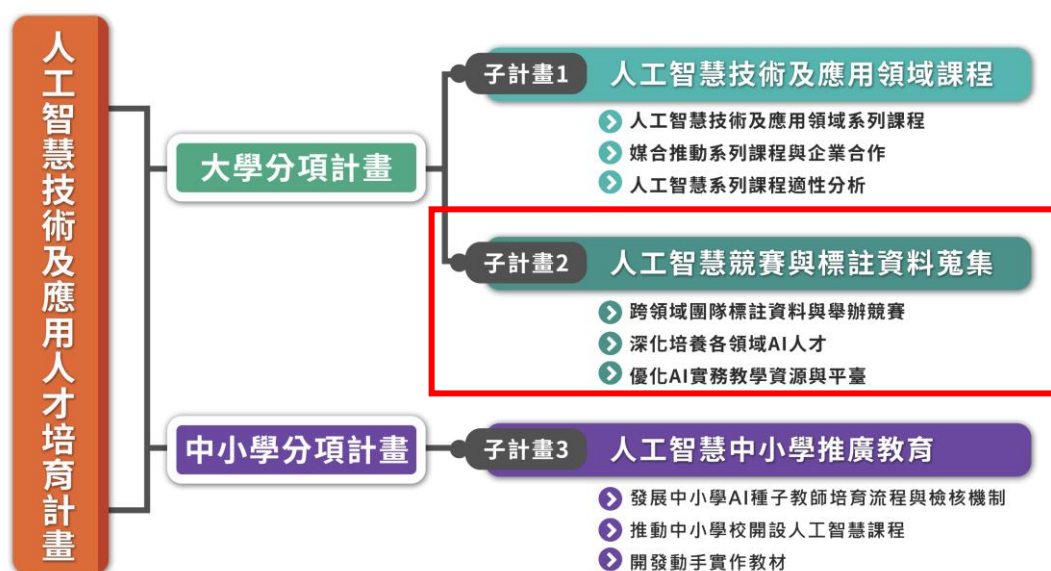 人工智慧技術及應用人才培育計畫
大學分項計畫
子計畫1 人工智慧技術及應用領域課程
人工智慧技術及應用領域系列課程
媒合推動系列課程與企業合作
人工智慧系列課程適性分析
子計畫2 人工智慧競賽與標註資料蒐集
跨領域團隊標註資料與舉辦競賽
深化培養各領域AI人才
優化AI實務教學資源與平臺
中小學分項計畫
子計畫3 人工智慧中小學推廣教育
發展中小學AI種子教師培育流程與檢核機制
推動中小學校開設人工智慧課程
開發動手實作教材